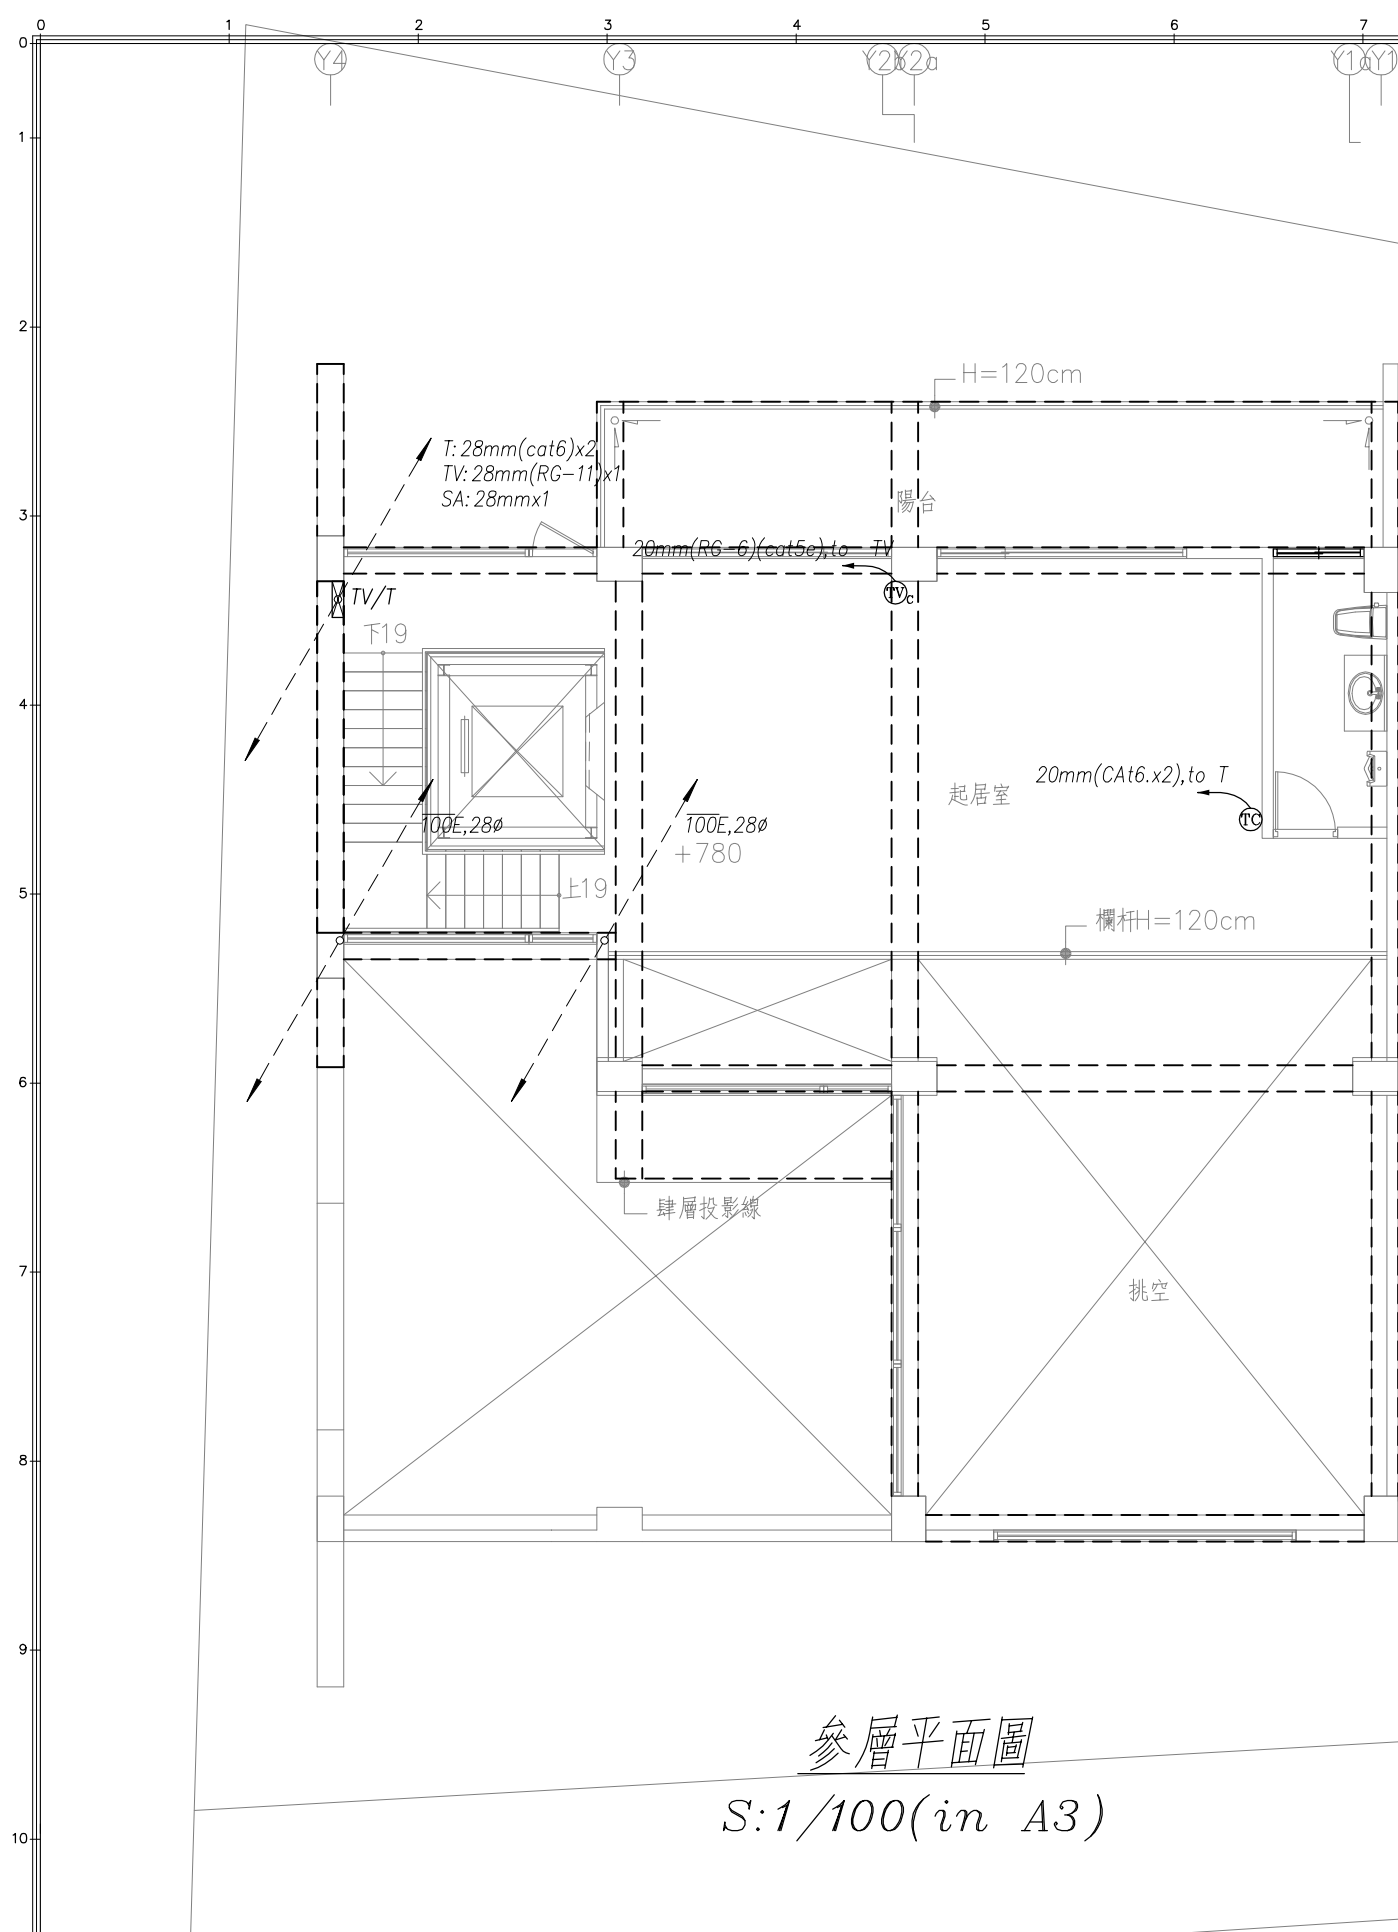 0 1 2 3 4 5 6 7
0
Y4 Y3 Y2b Y2a Y1a Y1
1
2
H=120cm
T: 28mm(cat6)x2
TV: 28mm(RG-11)x1
SA: 28mmx1
陽台
3
20mm(RG-6)(cat5e),to TV
TVc
TV/T
下19
4
20mm(CAt6.x2),to T
起居室
TC
100E,28ø
100E,28ø
+780
上19
5
欄杆H=120cm
6
肆層投影線
7
挑空
8
9
參層平面圖
S:1/100(in A3)
10